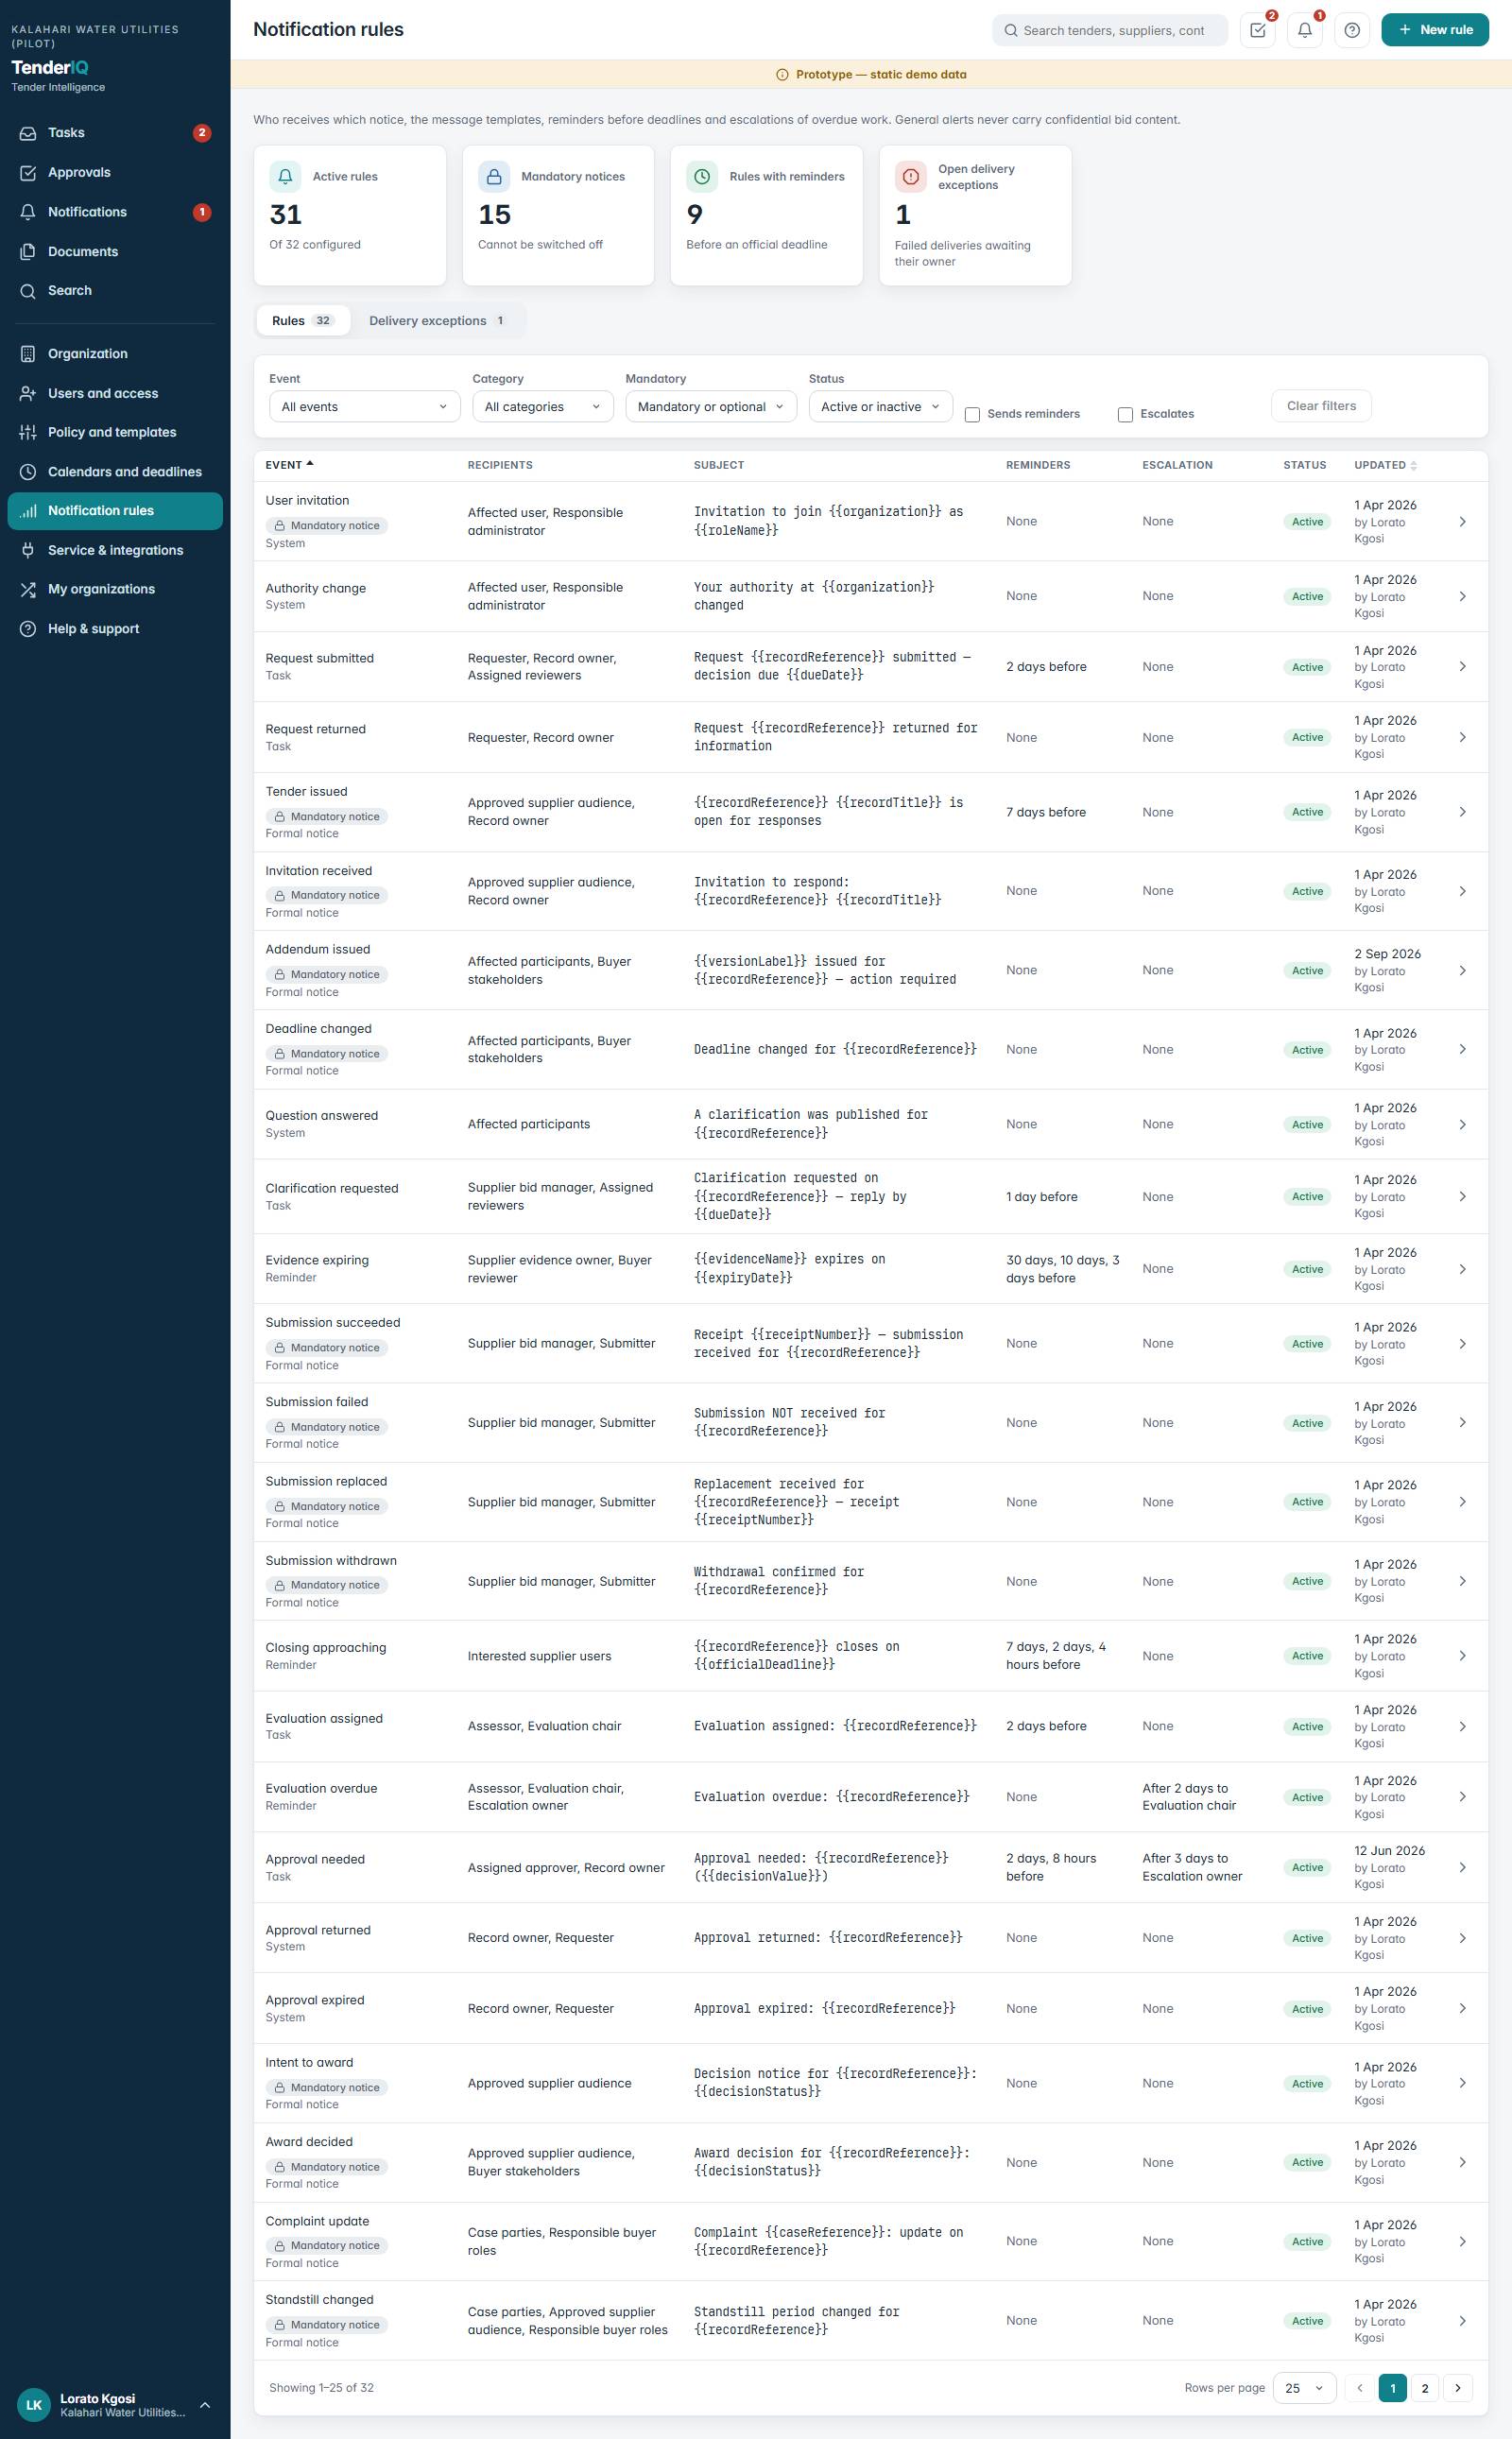 KALAHARI WATER UTILITIES
(PILOT)
TenderIQ
Tender Intelligence
Tasks 2
Approvals
Notifications 1
Documents
Search
Organization
Users and access
Policy and templates
Calendars and deadlines
Notification rules
Service & integrations
My organizations
Help & support
LK
Lorato Kgosi
Kalahari Water Utilities...
Notification rules
Search tenders, suppliers, cont
2
1
New rule
Prototype — static demo data
Who receives which notice, the message templates, reminders before deadlines and escalations of overdue work. General alerts never carry confidential bid content.
Active rules
31
Of 32 configured
Mandatory notices
15
Cannot be switched off
Rules with reminders
9
Before an official deadline
Open delivery
exceptions
1
Failed deliveries awaiting
their owner
Rules 32
Delivery exceptions 1
Event Category Mandatory Status
All events All categories Mandatory or optional Active or inactive Sends reminders Escalates Clear filters
EVENT RECIPIENTS SUBJECT REMINDERS ESCALATION STATUS UPDATED
User invitation
Mandatory notice
System
Affected user, Responsible
administrator
Invitation to join {{organization}} as
{{roleName}}
None
None
Active
1 Apr 2026
by Lorato
Kgosi
Authority change
System
Affected user, Responsible
administrator
Your authority at {{organization}}
changed
None
None
Active
1 Apr 2026
by Lorato
Kgosi
Request submitted
Task
Requester, Record owner,
Assigned reviewers
Request {{recordReference}} submitted —
decision due {{dueDate}}
2 days before
None
Active
1 Apr 2026
by Lorato
Kgosi
Request returned
Task
Requester, Record owner
Request {{recordReference}} returned for
information
None
None
Active
1 Apr 2026
by Lorato
Kgosi
Tender issued
Mandatory notice
Formal notice
Approved supplier audience,
Record owner
{{recordReference}} {{recordTitle}} is
open for responses
7 days before
None
Active
1 Apr 2026
by Lorato
Kgosi
Invitation received
Mandatory notice
Formal notice
Approved supplier audience,
Record owner
Invitation to respond:
{{recordReference}} {{recordTitle}}
None
None
Active
1 Apr 2026
by Lorato
Kgosi
Addendum issued
Mandatory notice
Formal notice
Affected participants, Buyer
stakeholders
{{versionLabel}} issued for
{{recordReference}} — action required
None
None
Active
2 Sep 2026
by Lorato
Kgosi
Deadline changed
Mandatory notice
Formal notice
Affected participants, Buyer
stakeholders
Deadline changed for {{recordReference}}
None
None
Active
1 Apr 2026
by Lorato
Kgosi
Question answered
System
Affected participants
A clarification was published for
{{recordReference}}
None
None
Active
1 Apr 2026
by Lorato
Kgosi
Clarification requested
Task
Supplier bid manager, Assigned
reviewers
Clarification requested on
{{recordReference}} — reply by
{{dueDate}}
1 day before
None
Active
1 Apr 2026
by Lorato
Kgosi
Evidence expiring
Reminder
Supplier evidence owner, Buyer
reviewer
{{evidenceName}} expires on
{{expiryDate}}
30 days, 10 days, 3
days before
None
Active
1 Apr 2026
by Lorato
Kgosi
Submission succeeded
Mandatory notice
Formal notice
Supplier bid manager, Submitter
Receipt {{receiptNumber}} — submission
received for {{recordReference}}
None
None
Active
1 Apr 2026
by Lorato
Kgosi
Submission failed
Mandatory notice
Formal notice
Supplier bid manager, Submitter
Submission NOT received for
{{recordReference}}
None
None
Active
1 Apr 2026
by Lorato
Kgosi
Submission replaced
Mandatory notice
Formal notice
Supplier bid manager, Submitter
Replacement received for
{{recordReference}} — receipt
{{receiptNumber}}
None
None
Active
1 Apr 2026
by Lorato
Kgosi
Submission withdrawn
Mandatory notice
Formal notice
Supplier bid manager, Submitter
Withdrawal confirmed for
{{recordReference}}
None
None
Active
1 Apr 2026
by Lorato
Kgosi
Closing approaching
Reminder
Interested supplier users
{{recordReference}} closes on
{{officialDeadline}}
7 days, 2 days, 4
hours before
None
Active
1 Apr 2026
by Lorato
Kgosi
Evaluation assigned
Task
Assessor, Evaluation chair
Evaluation assigned: {{recordReference}}
2 days before
None
Active
1 Apr 2026
by Lorato
Kgosi
Evaluation overdue
Reminder
Assessor, Evaluation chair,
Escalation owner
Evaluation overdue: {{recordReference}}
None
After 2 days to
Evaluation chair
Active
1 Apr 2026
by Lorato
Kgosi
Approval needed
Task
Assigned approver, Record owner
Approval needed: {{recordReference}}
({{decisionValue}})
2 days, 8 hours
before
After 3 days to
Escalation owner
Active
12 Jun 2026
by Lorato
Kgosi
Approval returned
System
Record owner, Requester
Approval returned: {{recordReference}}
None
None
Active
1 Apr 2026
by Lorato
Kgosi
Approval expired
System
Record owner, Requester
Approval expired: {{recordReference}}
None
None
Active
1 Apr 2026
by Lorato
Kgosi
Intent to award
Mandatory notice
Formal notice
Approved supplier audience
Decision notice for {{recordReference}}:
{{decisionStatus}}
None
None
Active
1 Apr 2026
by Lorato
Kgosi
Award decided
Mandatory notice
Formal notice
Approved supplier audience,
Buyer stakeholders
Award decision for {{recordReference}}:
{{decisionStatus}}
None
None
Active
1 Apr 2026
by Lorato
Kgosi
Complaint update
Mandatory notice
Formal notice
Case parties, Responsible buyer
roles
Complaint {{caseReference}}: update on
{{recordReference}}
None
None
Active
1 Apr 2026
by Lorato
Kgosi
Standstill changed
Mandatory notice
Formal notice
Case parties, Approved supplier
audience, Responsible buyer roles
Standstill period changed for
{{recordReference}}
None
None
Active
1 Apr 2026
by Lorato
Kgosi
Showing 1–25 of 32
Rows per page 25 1 2